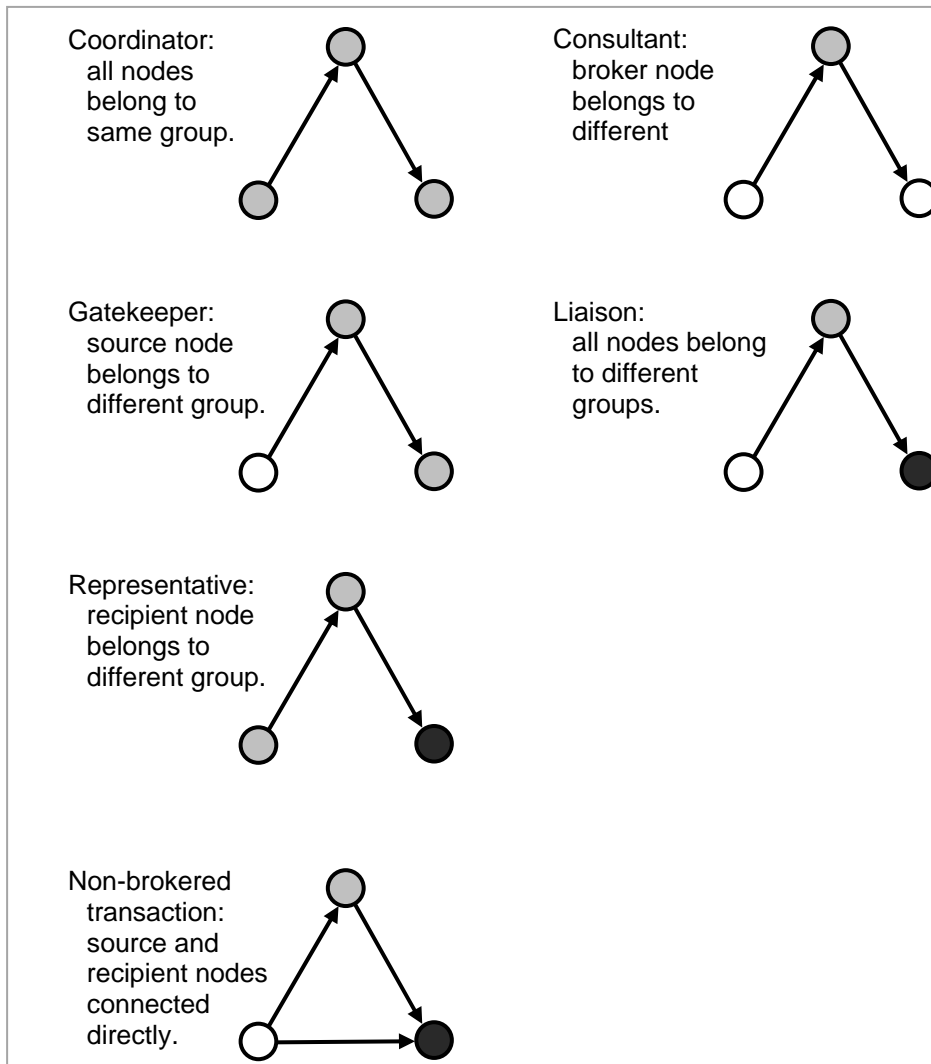 Coordinator:
all nodes
belong to
same group.
Consultant:
broker node
belongs to
different
Gatekeeper:
source node
belongs to
different group.
Liaison:
all nodes belong
to different
groups.
Representative:
recipient node
belongs to
different group.
Non-brokered
transaction:
source and
recipient nodes
connected
directly.